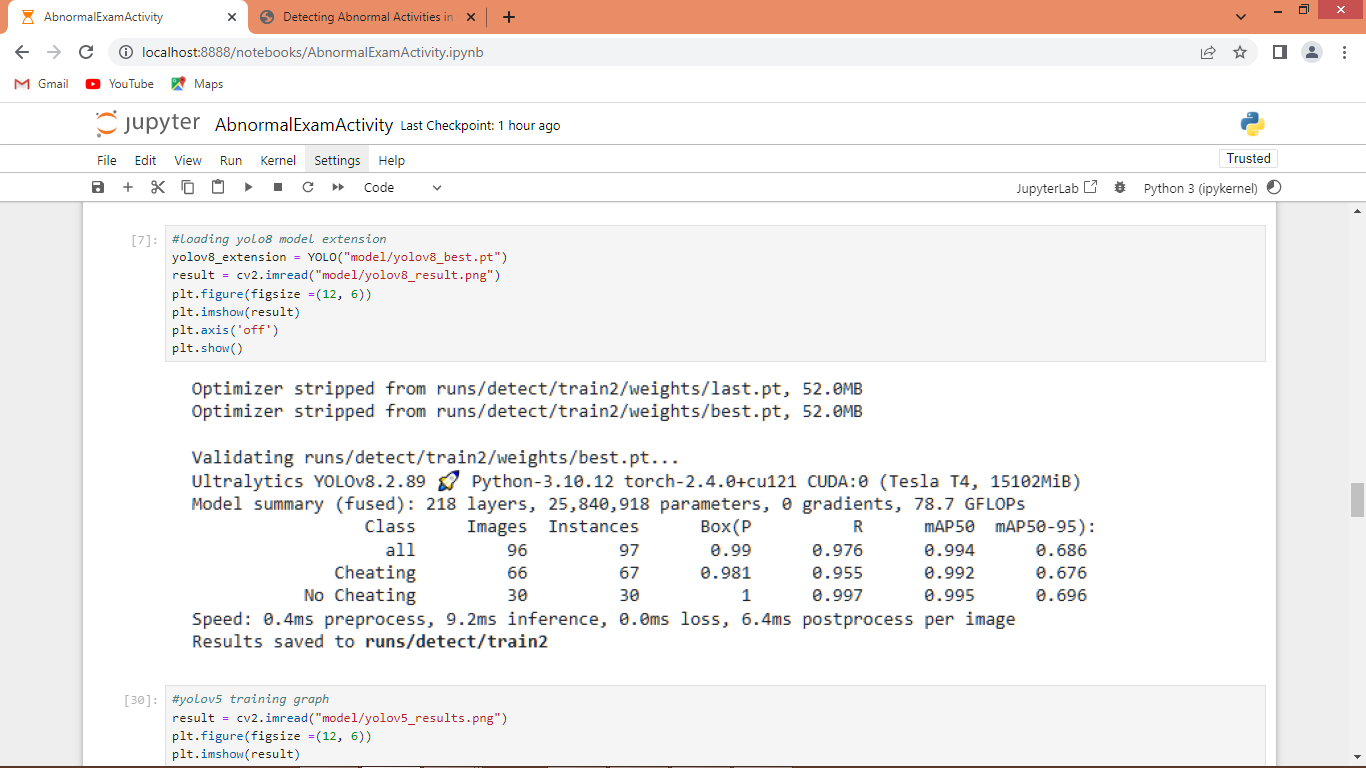 AbnormalExamActivity
Detecting Abnormal Activities in
localhost:8888/notebooks/AbnormalExamActivity.ipynb
Gmail YouTube Maps
jupyter AbnormalExamActivity Last Checkpoint: 1 hour ago
File Edit View Run Kernel Settings Help
Trusted
Code
JupyterLab Python 3 (ipykernel)
[7]:
#loading yolo8 model extension
yolov8_extension = YOLO("model/yolov8_best.pt")
result = cv2.imread("model/yolov8_result.png")
plt.figure(figsize =(12, 6))
plt.imshow(result)
plt.axis('off')
plt.show()
Optimizer stripped from runs/detect/train2/weights/last.pt, 52.0MB
Optimizer stripped from runs/detect/train2/weights/best.pt, 52.0MB
Validating runs/detect/train2/weights/best.pt...
Ultralytics YOLOv8.2.89 🚀 Python-3.10.12 torch-2.4.0+cu121 CUDA:0 (Tesla T4, 15102MiB)
Model summary (fused): 218 layers, 25,840,918 parameters, 0 gradients, 78.7 GFLOPs
Class Images Instances Box(P R mAP50 mAP50-95):
all 96 97 0.99 0.976 0.994 0.686
Cheating 66 67 0.981 0.955 0.992 0.676
No Cheating 30 30 1 0.997 0.995 0.696
Speed: 0.4ms preprocess, 9.2ms inference, 0.0ms loss, 6.4ms postprocess per image
Results saved to runs/detect/train2
[30]:
#yolov5 training graph
result = cv2.imread("model/yolov5_results.png")
plt.figure(figsize =(12, 6))
plt.imshow(result)